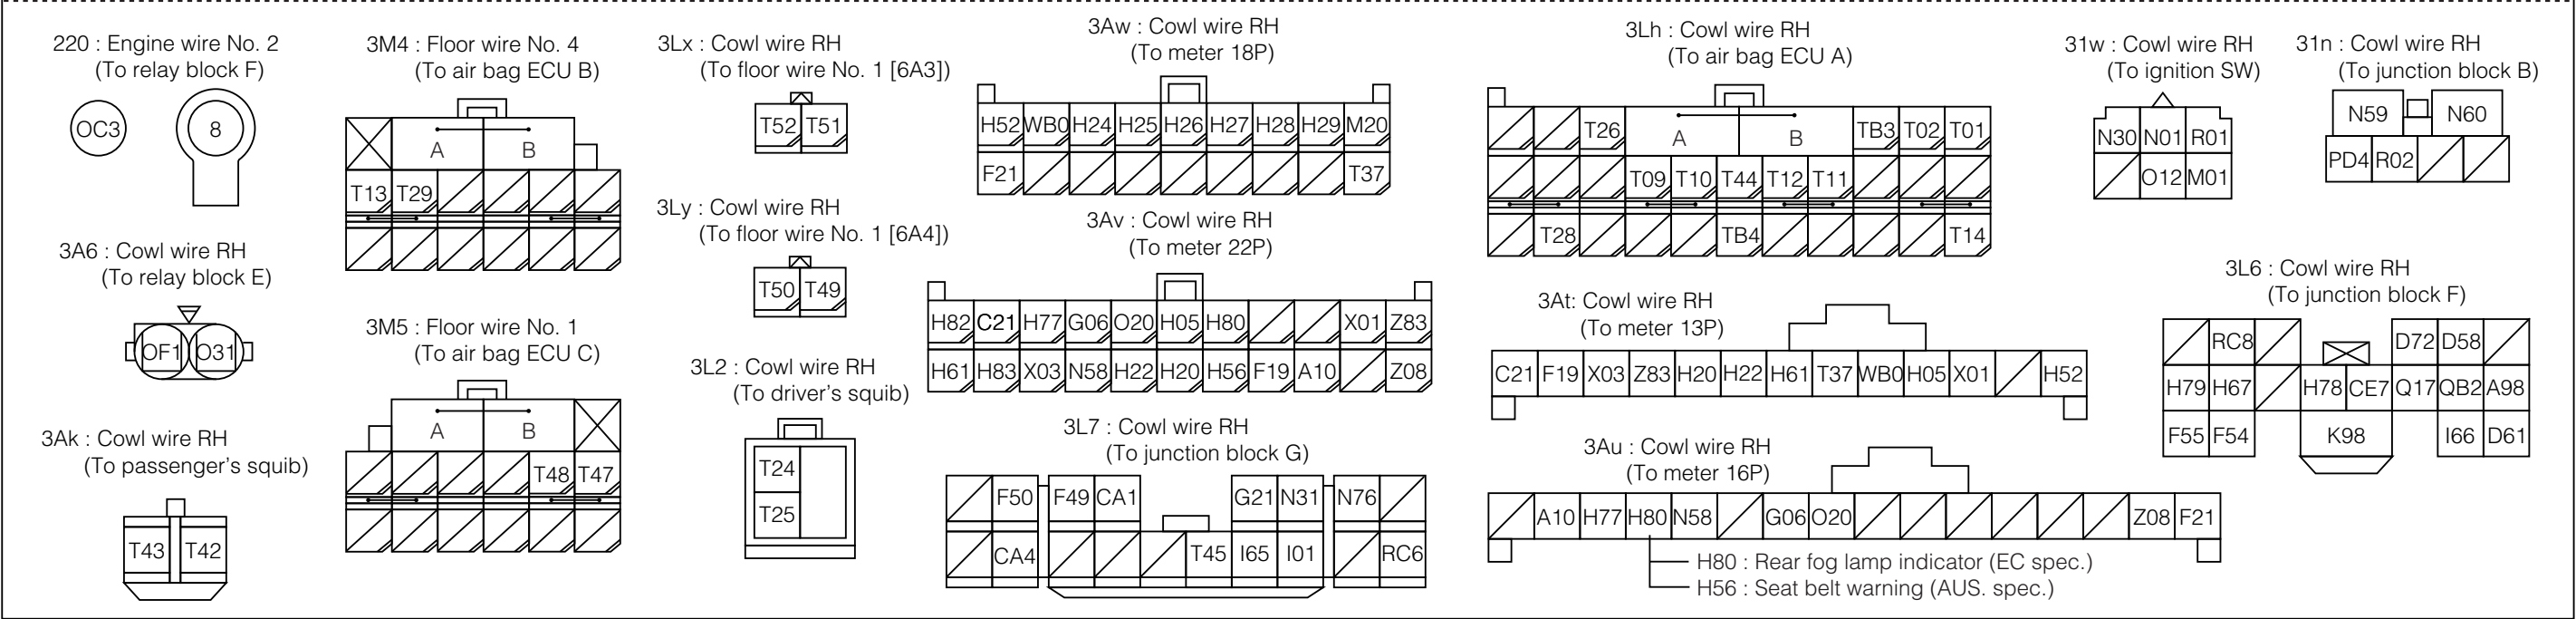 220 : Engine wire No. 2
(To relay block F)
OC3 8
3A6 : Cowl wire RH
(To relay block E)
OF1 O31
3Ak : Cowl wire RH
(To passenger's squib)
T43 T42
3M4 : Floor wire No. 4
(To air bag ECU B)
A B
T13 T29
3M5 : Floor wire No. 1
(To air bag ECU C)
A B
T48 T47
3Lx : Cowl wire RH
(To floor wire No. 1 [6A3])
T52 T51
3Ly : Cowl wire RH
(To floor wire No. 1 [6A4])
T50 T49
3L2 : Cowl wire RH
(To driver's squib)
T24
T25
3Aw : Cowl wire RH
(To meter 18P)
H52 WB0 H24 H25 H26 H27 H28 H29 M20
F21 T37
3Av : Cowl wire RH
(To meter 22P)
H82 C21 H77 G06 O20 H05 H80 X01 Z83
H61 H83 X03 N58 H22 H20 H56 F19 A10 Z08
3L7 : Cowl wire RH
(To junction block G)
F50 F49 CA1 G21 N31 N76
CA4 T45 I65 I01 RC6
3Lh : Cowl wire RH
(To air bag ECU A)
T26 A B TB3 T02 T01
T09 T10 T44 T12 T11
T28 TB4 T14
3At: Cowl wire RH
(To meter 13P)
C21 F19 X03 Z83 H20 H22 H61 T37 WB0 H05 X01 H52
3Au : Cowl wire RH
(To meter 16P)
A10 H77 H80 N58 G06 O20 Z08 F21
H80 : Rear fog lamp indicator (EC spec.)
H56 : Seat belt warning (AUS. spec.)
31w : Cowl wire RH
(To ignition SW)
N30 N01 R01
O12 M01
31n : Cowl wire RH
(To junction block B)
N59 N60
PD4 R02
3L6 : Cowl wire RH
(To junction block F)
RC8 D72 D58
H79 H67 H78 CE7 Q17 QB2 A98
F55 F54 K98 I66 D61